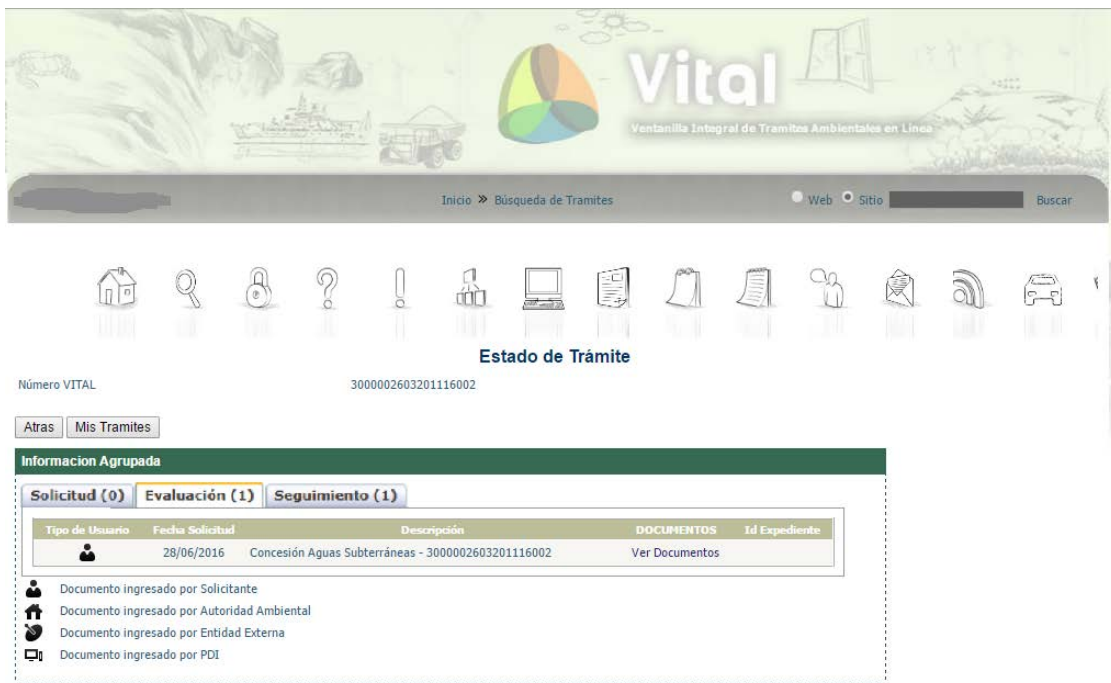 Vital
Ventanilla Integral de Tramites Ambientales en Linea
Inicio » Búsqueda de Tramites Web Sitio Buscar
Estado de Trámite
Número VITAL 3000002603201116002
Atras Mis Tramites
Informacion Agrupada
Solicitud (0) Evaluación (1) Seguimiento (1)
Tipo de Usuario Fecha Solicitud Descripción DOCUMENTOS Id Expediente
28/06/2016 Concesión Aguas Subterráneas - 3000002603201116002 Ver Documentos
Documento ingresado por Solicitante
Documento ingresado por Autoridad Ambiental
Documento ingresado por Entidad Externa
Documento ingresado por PDI